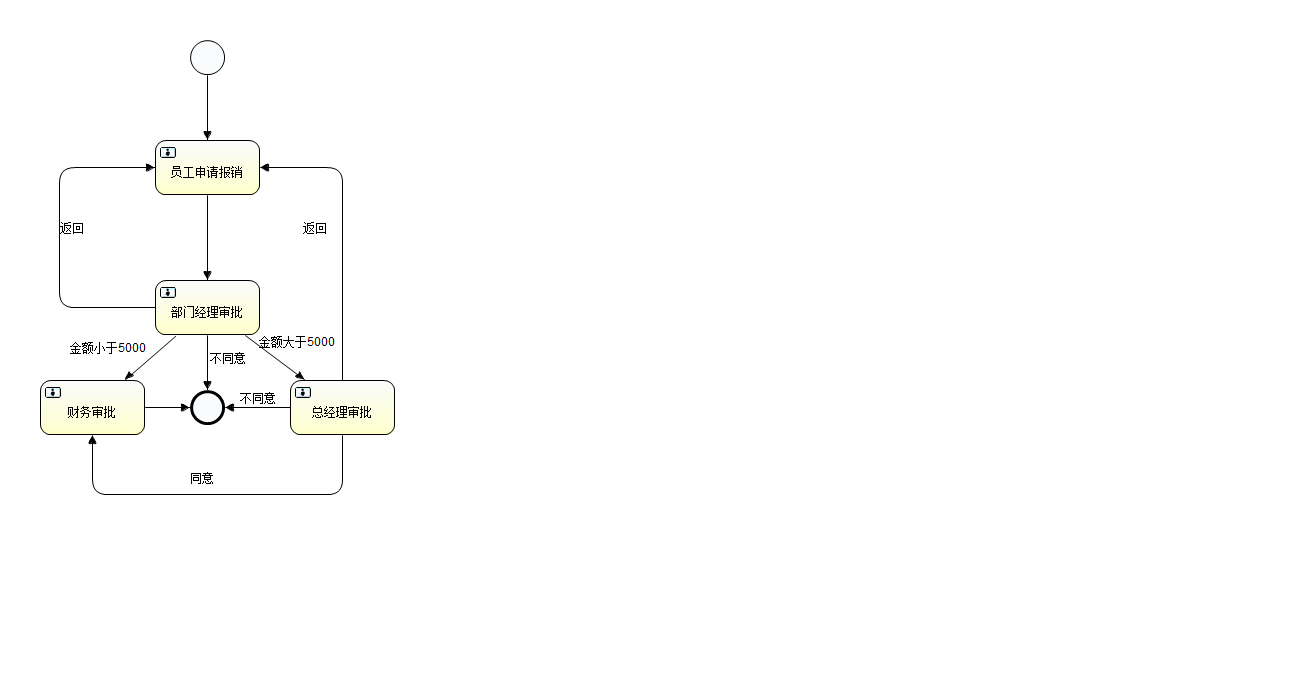 员工申请报销
返回
返回
部门经理审批
金额小于5000
金额大于5000
不同意
不同意
财务审批
总经理审批
同意